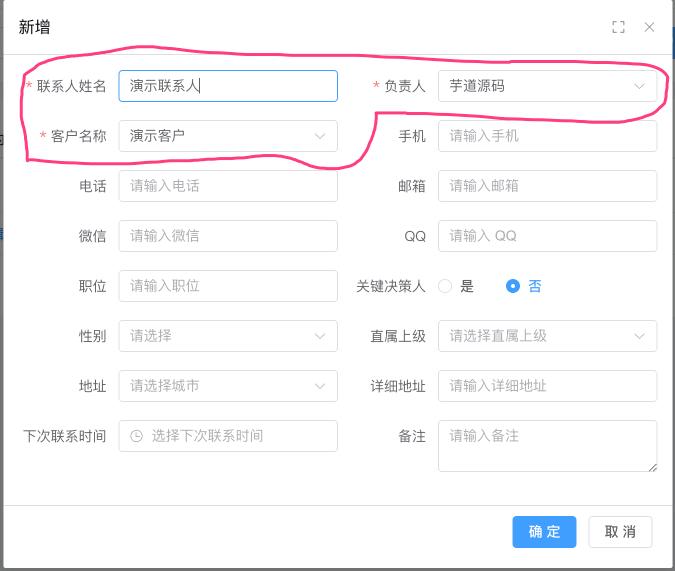 新增
* 联系人姓名 演示联系人 * 负责人 芋道源码
* 客户名称 演示客户 手机 请输入手机
电话 请输入电话 邮箱 请输入邮箱
微信 请输入微信 QQ 请输入 QQ
职位 请输入职位 关键决策人 是 否
性别 请选择 直属上级 请选择直属上级
地址 请选择城市 详细地址 请输入详细地址
下次联系时间 选择下次联系时间 备注 请输入备注
确 定 取 消